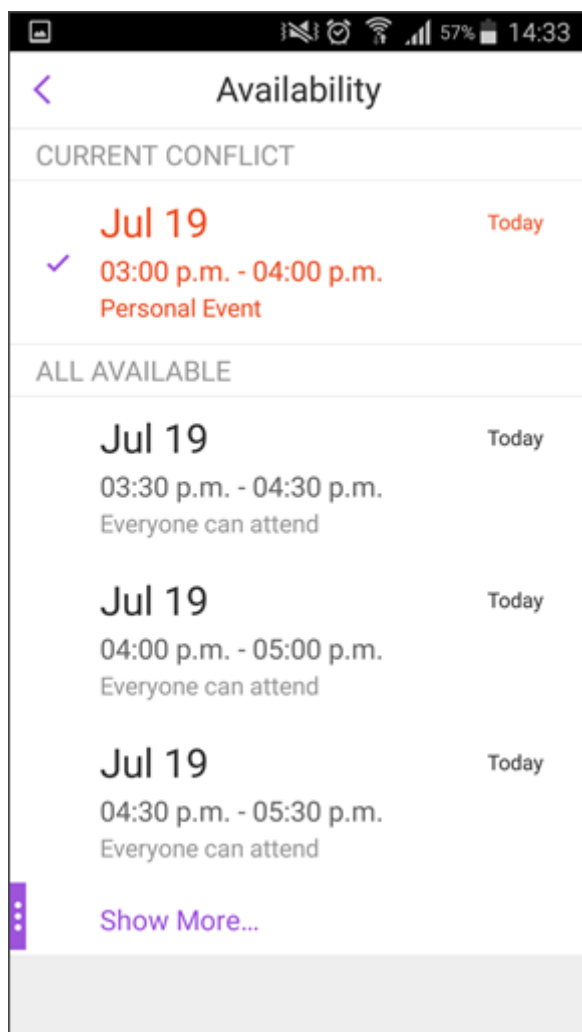 57% 14:33
Availability
CURRENT CONFLICT
Jul 19 Today
03:00 p.m. - 04:00 p.m.
Personal Event
ALL AVAILABLE
Jul 19 Today
03:30 p.m. - 04:30 p.m.
Everyone can attend
Jul 19 Today
04:00 p.m. - 05:00 p.m.
Everyone can attend
Jul 19 Today
04:30 p.m. - 05:30 p.m.
Everyone can attend
Show More...